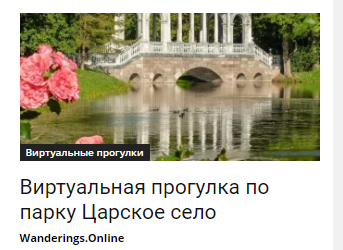 Виртуальные прогулки
Виртуальная прогулка по
парку Царское село
Wanderings.Online